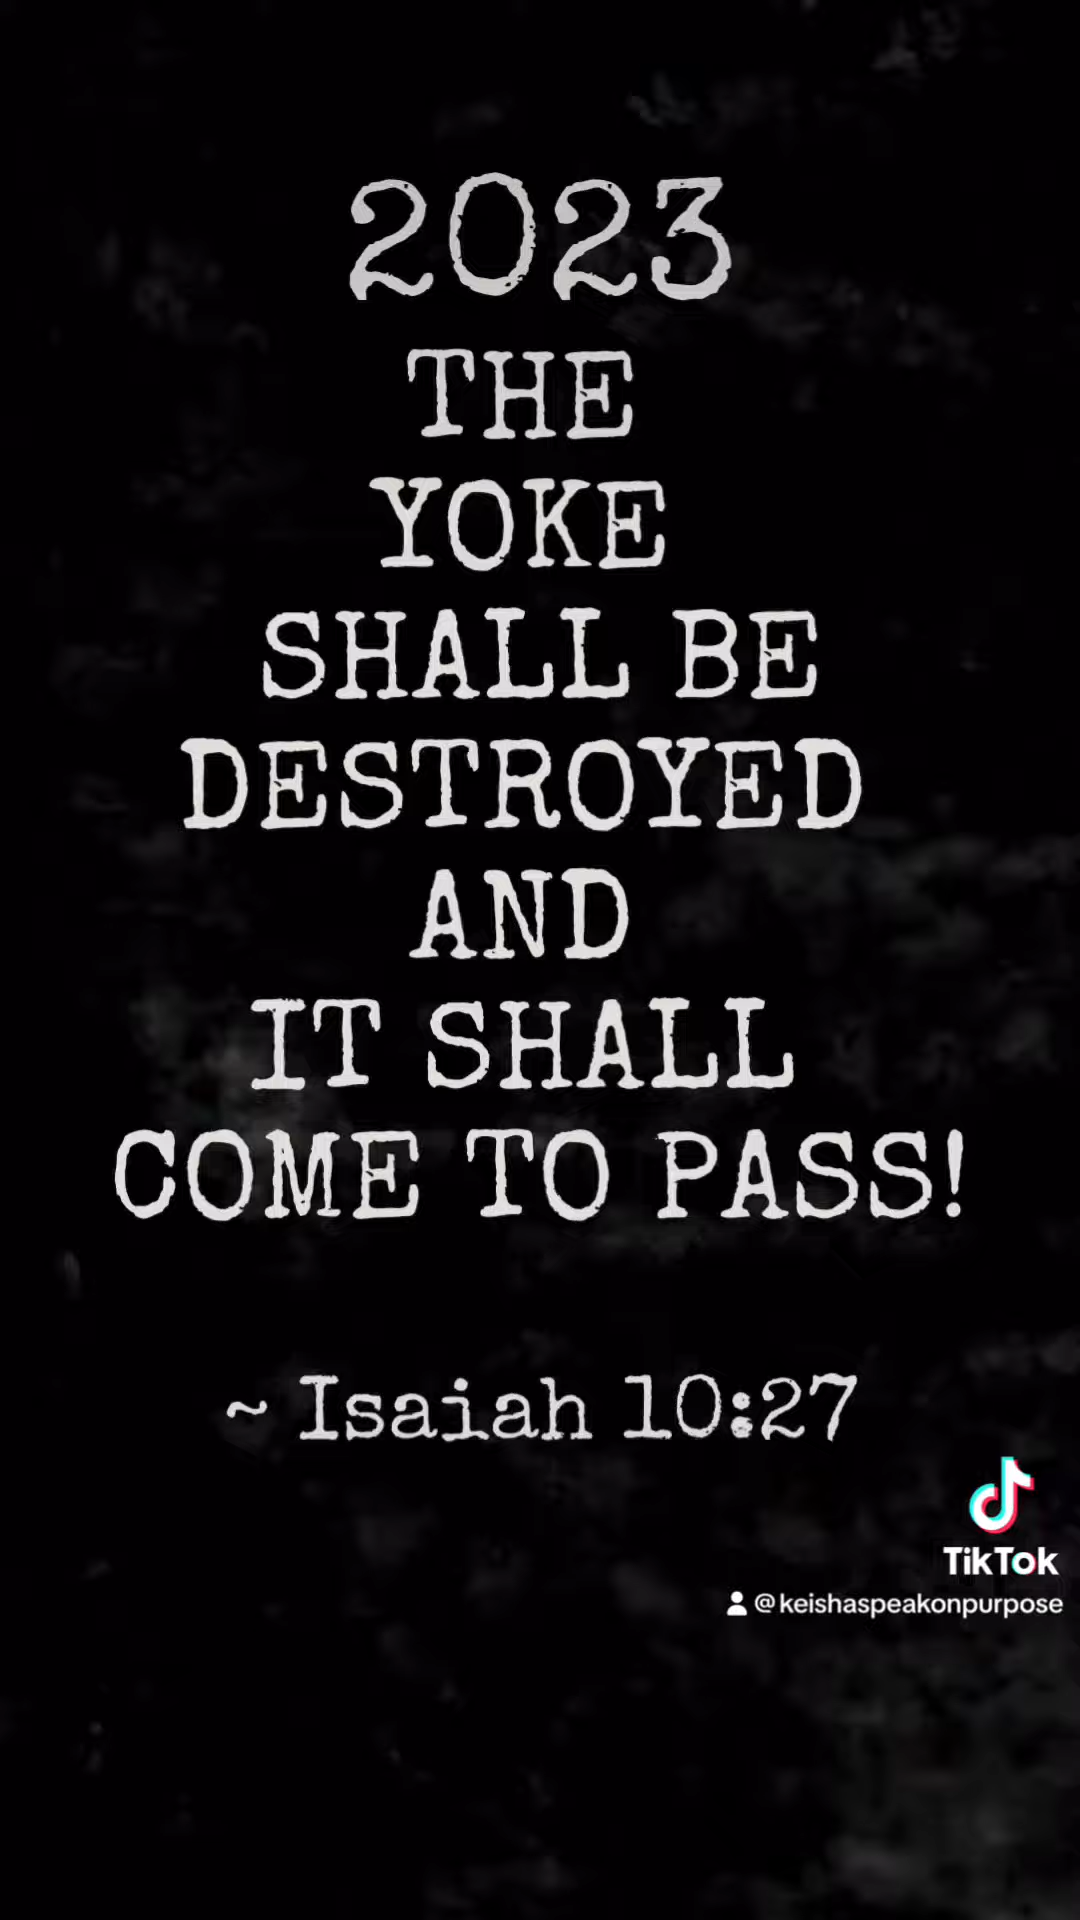 2023
THE
YOKE
SHALL BE
DESTROYED
AND
IT SHALL
COME TO PASS!
~ Isaiah 10:27
TikTok
@keishaspeakonpurpose